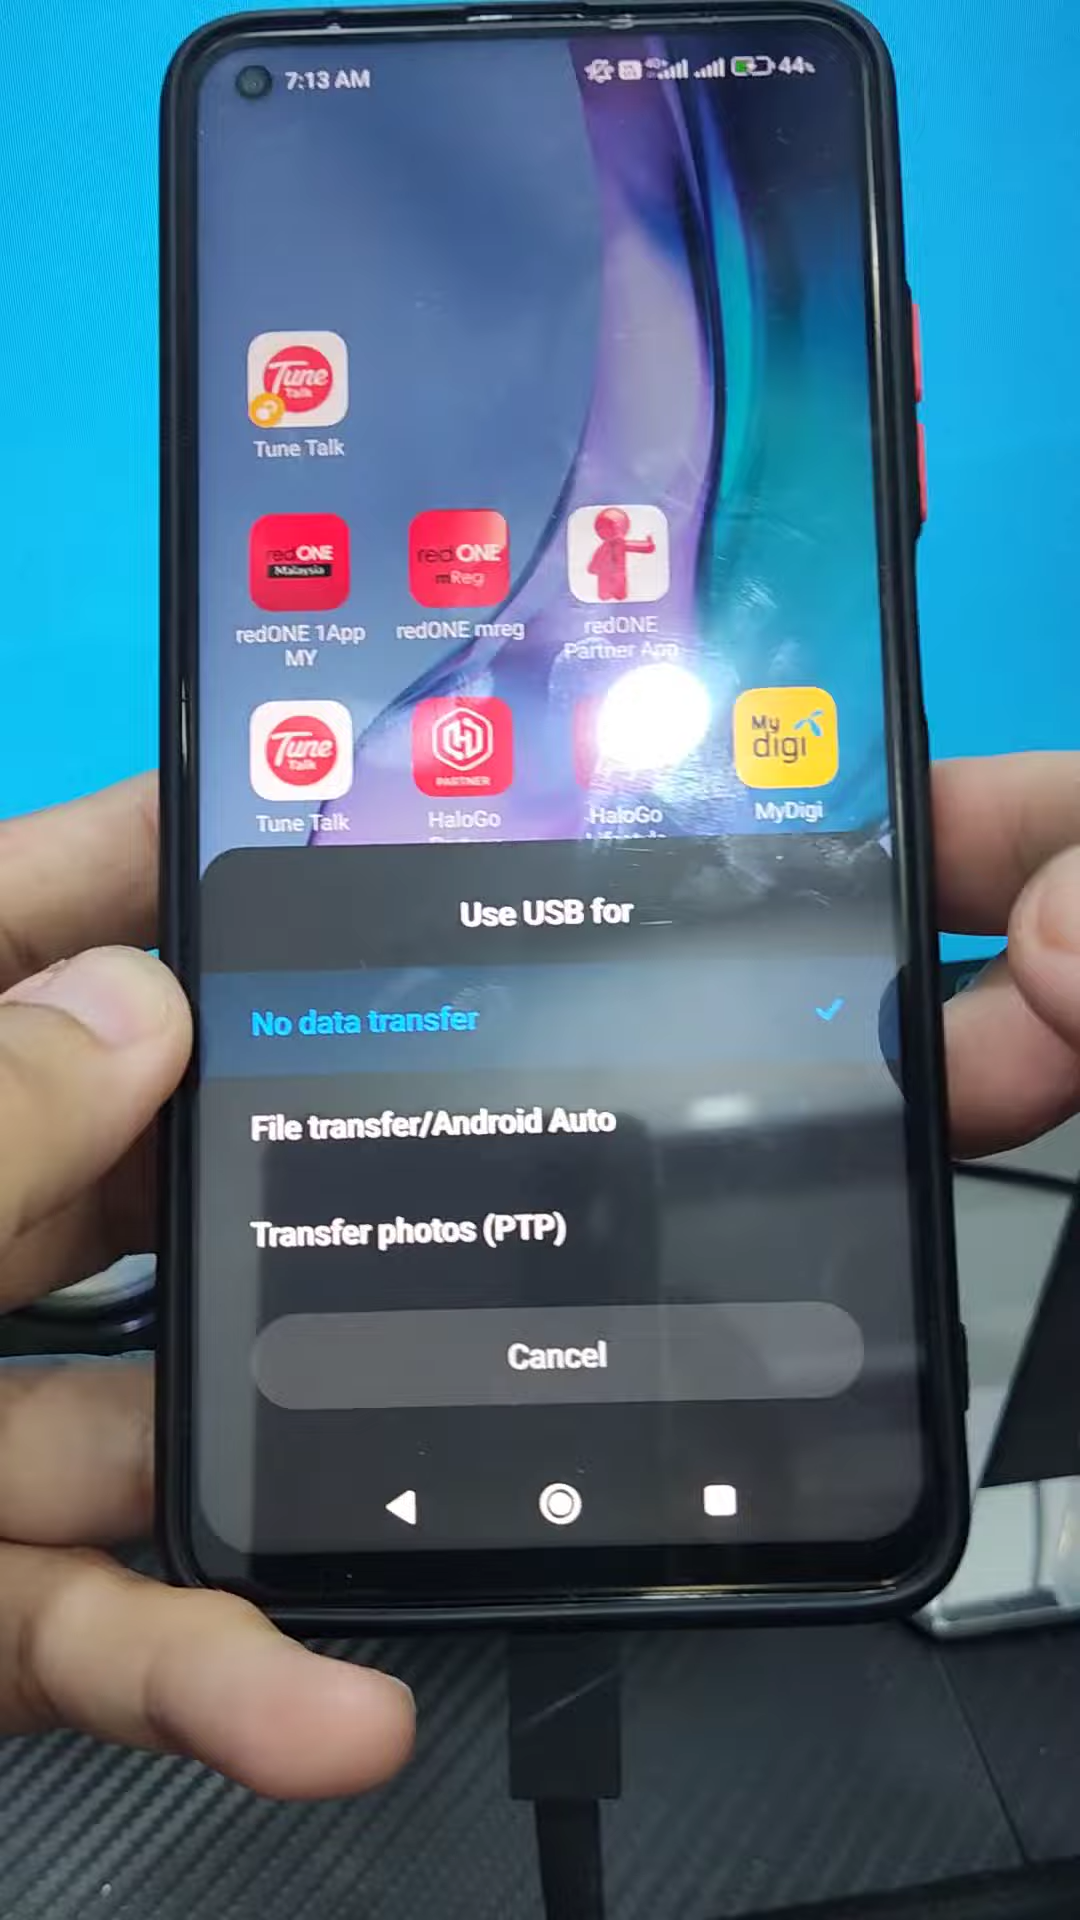 7:13 AM
4G+
44%
Tune
Talk
Tune Talk
redONE
Malaysia
redONE
mReg
redONE 1App
MY
redONE mreg
redONE
Partner App
Tune
Talk
PARTNER
My
digi
Tune Talk
HaloGo
HaloGo
MyDigi
Use USB for
No data transfer
File transfer/Android Auto
Transfer photos (PTP)
Cancel